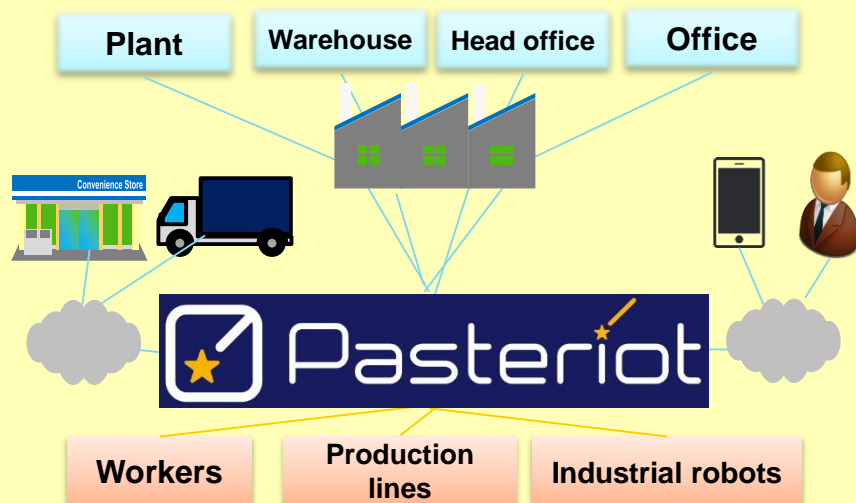 Plant
Warehouse
Head office
Office
Convenience Store
Pasteriot
Workers
Production
lines
Industrial robots